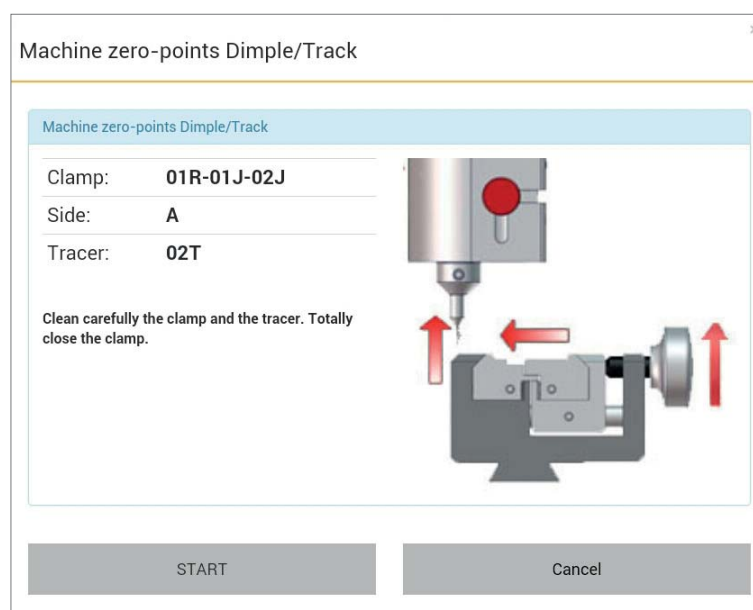 Machine zero-points Dimple/Track
Machine zero-points Dimple/Track
Clamp: 01R-01J-02J
Side: A
Tracer: 02T
Clean carefully the clamp and the tracer. Totally
close the clamp.
START Cancel